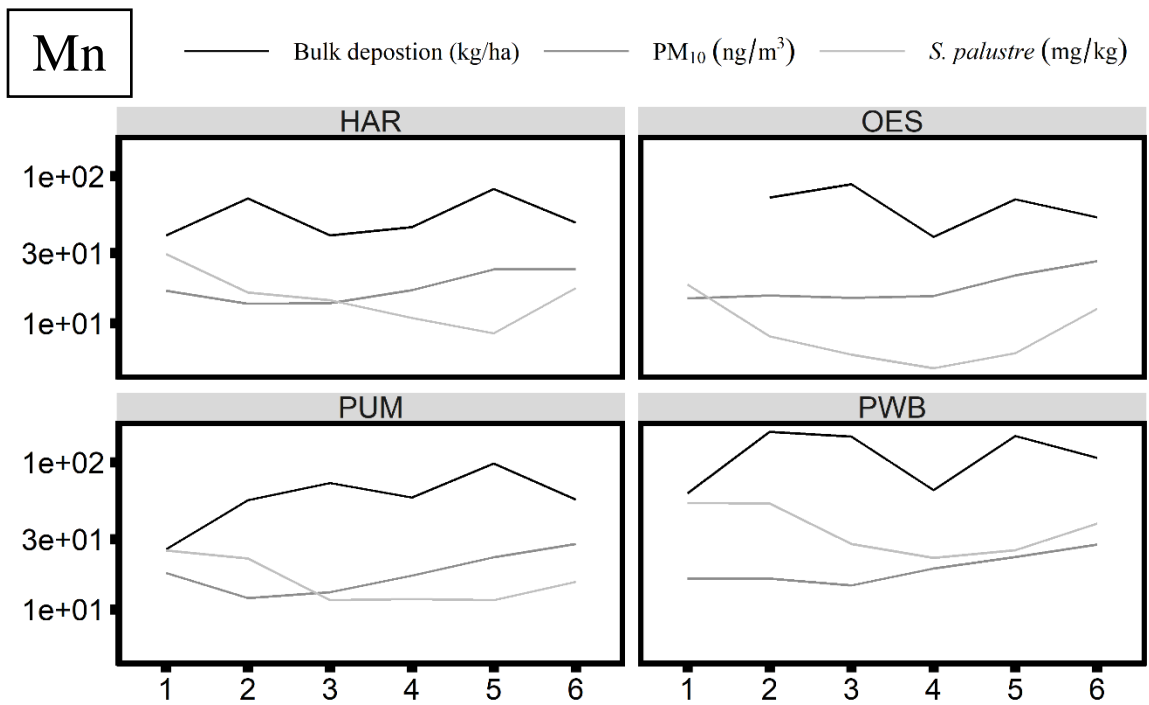 Mn
Bulk depostion (kg/ha)
PM₁₀ (ng/m³)
S. palustre (mg/kg)
HAR
OES
1e+02
3e+01
1e+01
PUM
PWB
1e+02
3e+01
1e+01
1 2 3 4 5 6
1 2 3 4 5 6